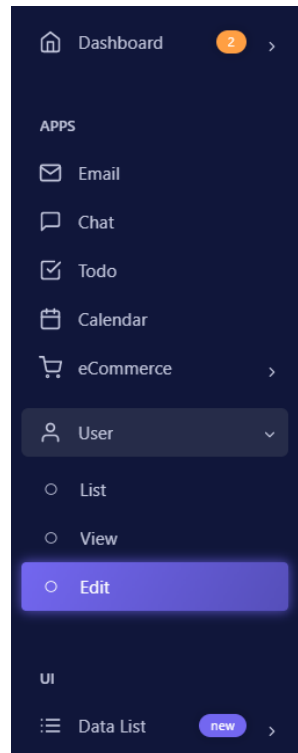 Dashboard 2
APPS
Email
Chat
Todo
Calendar
eCommerce
User
List
View
Edit
UI
Data List new